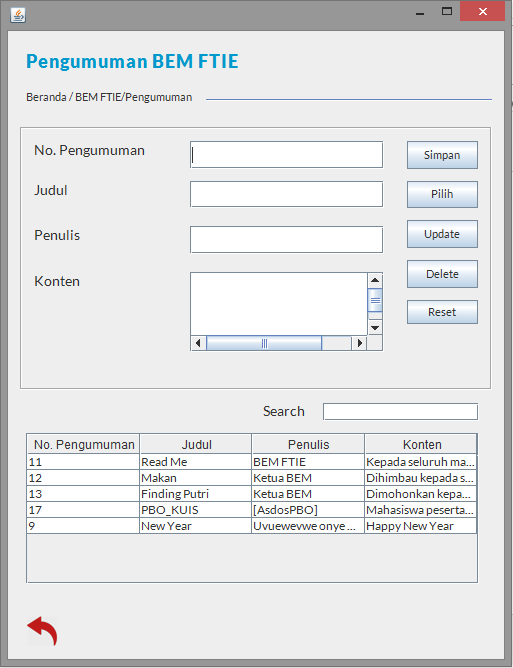 Pengumuman BEM FTIE
Beranda / BEM FTIE/Pengumuman
No. Pengumuman
Simpan
Judul
Pilih
Penulis
Update
Konten
Delete
Reset
Search
No. Pengumuman Judul Penulis Konten
11 Read Me BEM FTIE Kepada seluruh ma...
12 Makan Ketua BEM Dihimbau kepada s...
13 Finding Putri Ketua BEM Dimohonkan kepa...
17 PBO_KUIS [AsdosPBO] Mahasiswa peserta...
9 New Year Uvuewevwe onye ... Happy New Year